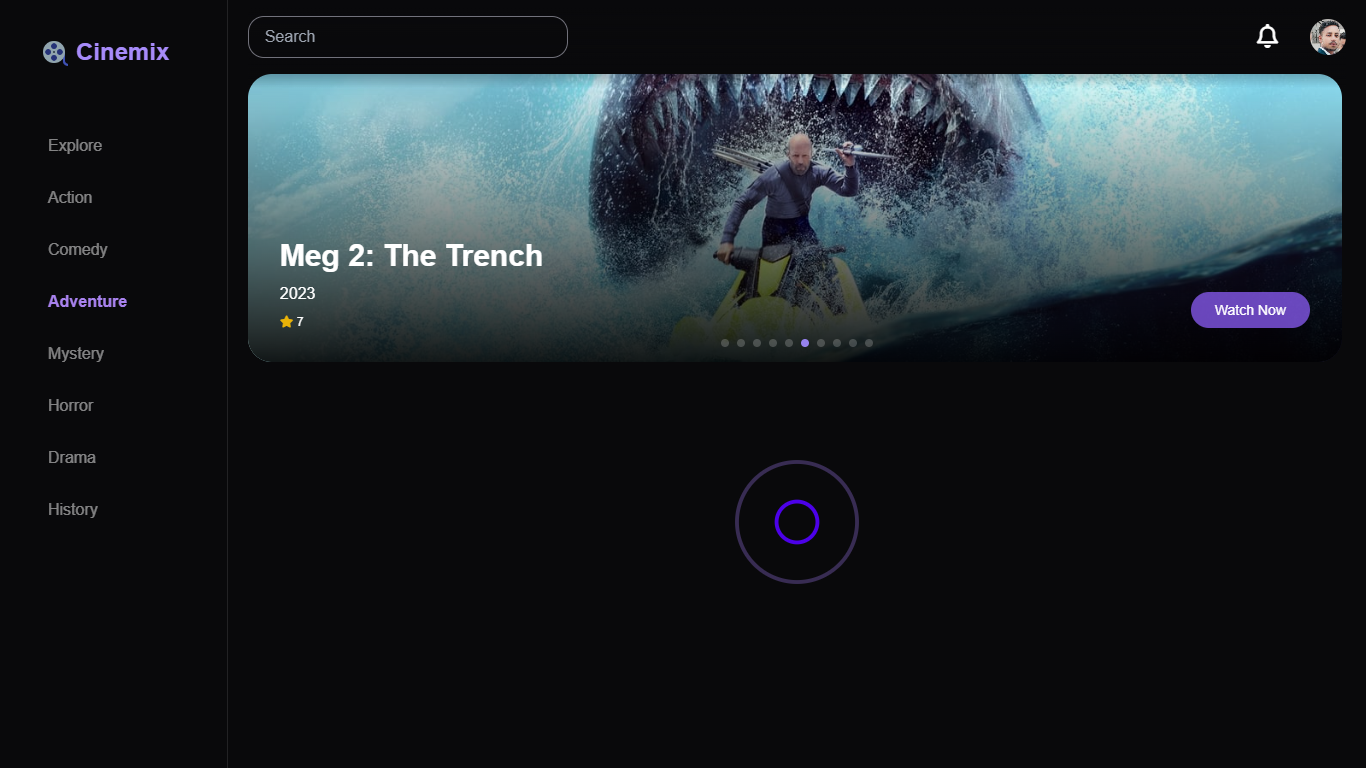 Cinemix
Search
Explore
Action
Comedy
Adventure
Mystery
Horror
Drama
History
Meg 2: The Trench
2023
7
Watch Now